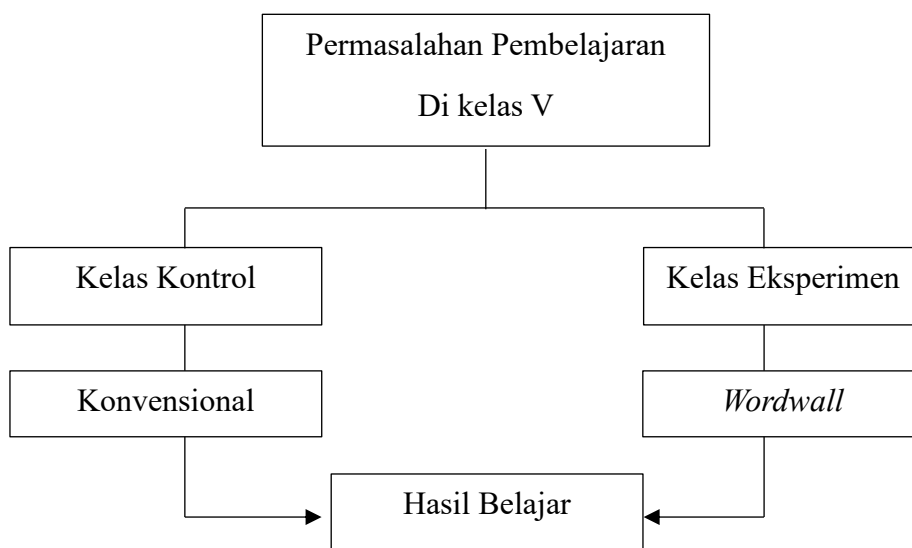 Permasalahan Pembelajaran
Di kelas V
Kelas Kontrol
Kelas Eksperimen
Konvensional
Wordwall
Hasil Belajar